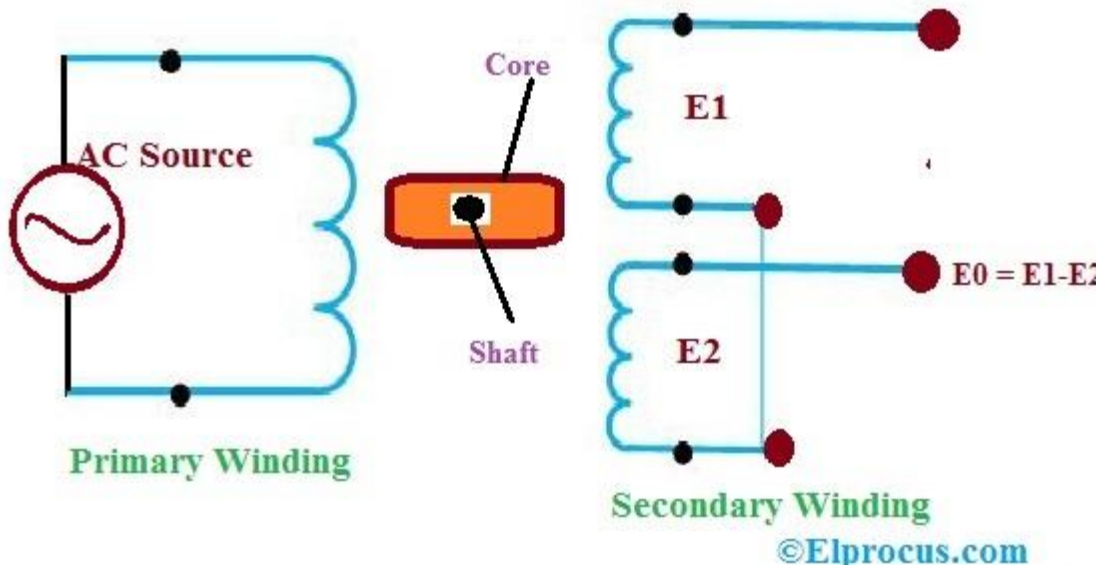 Core
E1
AC Source
E0 = E1-E2
Shaft
E2
Primary Winding
Secondary Winding
©Elprocus.com